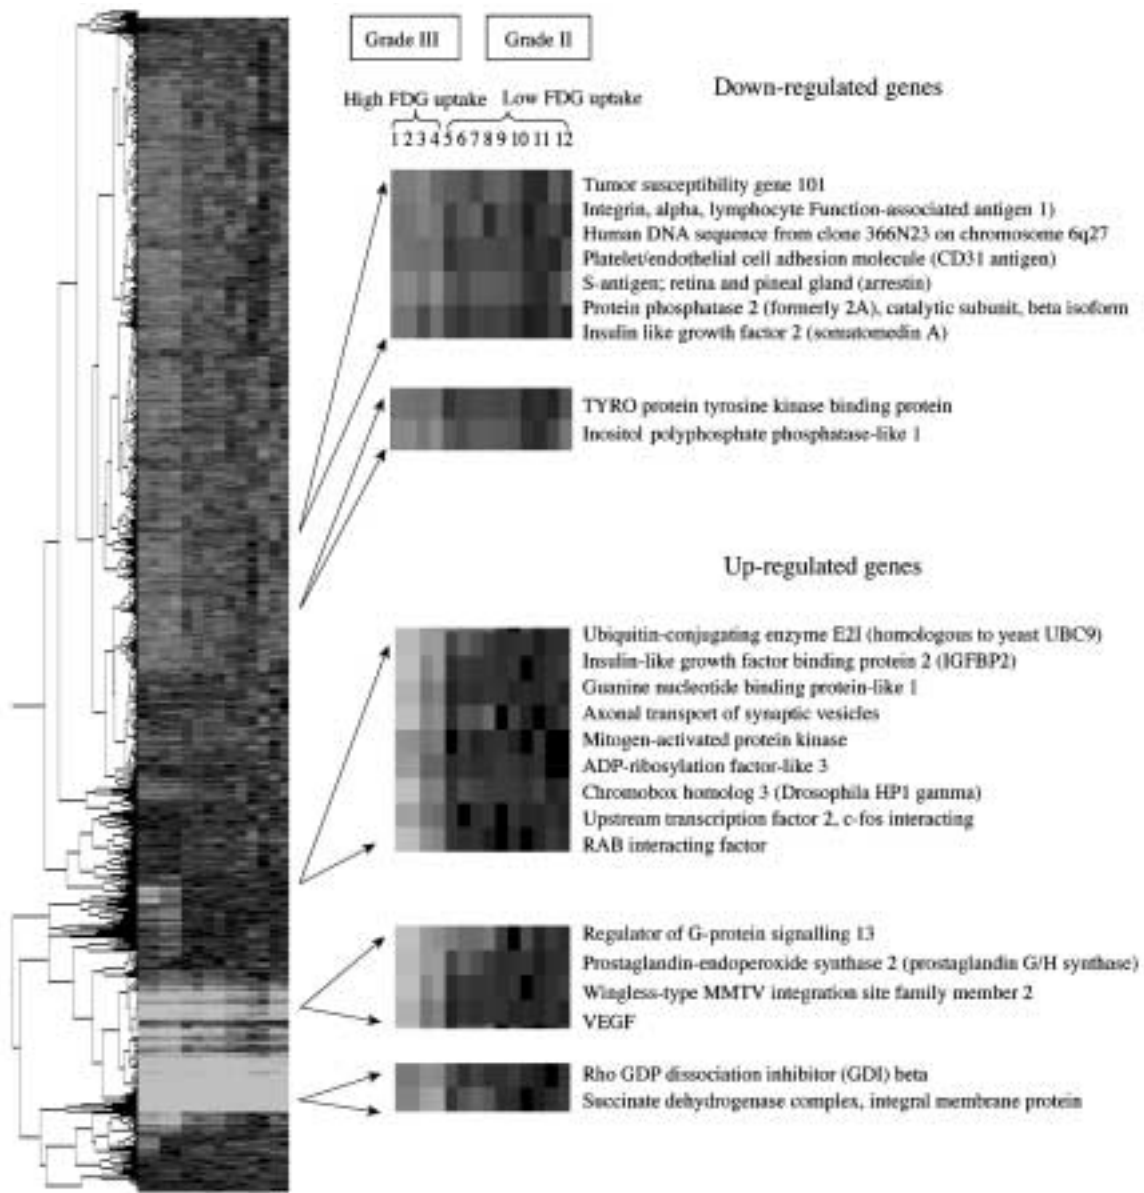 Grade III
Grade II
Down-regulated genes
High FDG uptake
Low FDG uptake
1 2 3 4 5 6 7 8 9 10 11 12
Tumor susceptibility gene 101
Integrin, alpha, lymphocyte Function-associated antigen 1)
Human DNA sequence from clone 366N23 on chromosome 6q27
Platelet/endothelial cell adhesion molecule (CD31 antigen)
S-antigen; retina and pineal gland (arrestin)
Protein phosphatase 2 (formerly 2A), catalytic subunit, beta isoform
Insulin like growth factor 2 (somatomedin A)
TYRO protein tyrosine kinase binding protein
Inositol polyphosphate phosphatase-like 1
Up-regulated genes
Ubiquitin-conjugating enzyme E2I (homologous to yeast UBC9)
Insulin-like growth factor binding protein 2 (IGFBP2)
Guanine nucleotide binding protein-like 1
Axonal transport of synaptic vesicles
Mitogen-activated protein kinase
ADP-ribosylation factor-like 3
Chromobox homolog 3 (Drosophila HP1 gamma)
Upstream transcription factor 2, c-fos interacting
RAB interacting factor
Regulator of G-protein signalling 13
Prostaglandin-endoperoxide synthase 2 (prostaglandin G/H synthase)
Wingless-type MMTV integration site family member 2
VEGF
Rho GDP dissociation inhibitor (GDI) beta
Succinate dehydrogenase complex, integral membrane protein